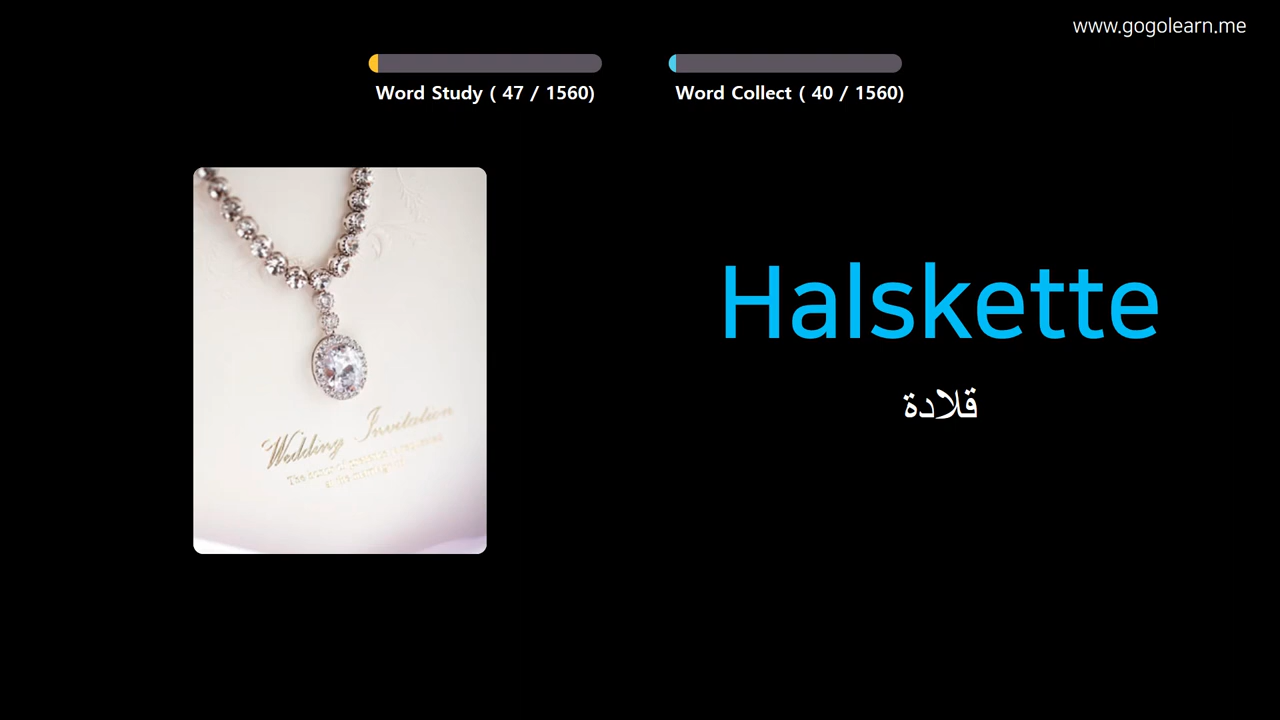 www.gogolearn.me
Word Study ( 47 / 1560)
Word Collect ( 40 / 1560)
Halskette
قلادة
Wedding Invitation